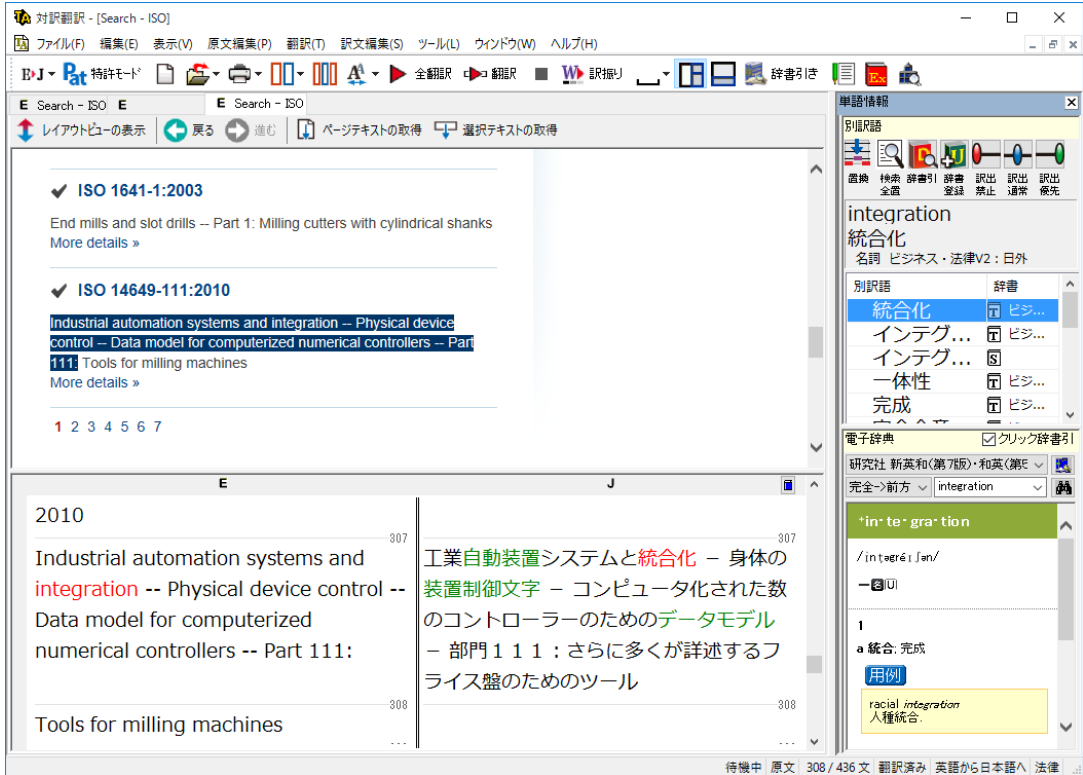 対訳翻訳 - [Search - ISO]
ファイル(F) 編集(E) 表示(V) 原文編集(P) 翻訳(T) 訳文編集(S) ツール(L) ウィンドウ(W) ヘルプ(H)
E▸J Pat 特許モード 全翻訳 翻訳 W 訳振り 辞書引き Ex
E Search - ISO E
E Search - ISO
レイアウトビューの表示 戻る 進む ページテキストの取得 選択テキストの取得
✔ ISO 1641-1:2003
End mills and slot drills -- Part 1: Milling cutters with cylindrical shanks
More details »
✔ ISO 14649-111:2010
Industrial automation systems and integration -- Physical device
control -- Data model for computerized numerical controllers -- Part
111: Tools for milling machines
More details »
1 2 3 4 5 6 7
E
2010
307
Industrial automation systems and
integration -- Physical device control --
Data model for computerized
numerical controllers -- Part 111:
308
Tools for milling machines
...
J
307
工業自動装置システムと統合化 － 身体の
装置制御文字 － コンピュータ化された数
のコントローラーのためのデータモデル
－ 部門１１１：さらに多くが詳述するフ
ライス盤のためのツール
308
...
単語情報
別訳語
置換 検索全置 辞書引 辞書登録 訳出禁止 訳出通常 訳出優先
integration
統合化
名詞 ビジネス・法律V2：日外
別訳語 辞書
統合化 T ビジ...
インテグ... T ビジ...
インテグ... S
一体性 T ビジ...
完成 T ビジ...
電子辞典 クリック辞書引
研究社 新英和(第7版)・和英(第5
完全->前方 integration
*in·te·gra·tion
/ìntəgréɪʃən/
━名U
1
a 統合; 完成
用例
racial integration
人種統合.
待機中 原文 308 / 436 文 翻訳済み 英語から日本語へ 法律